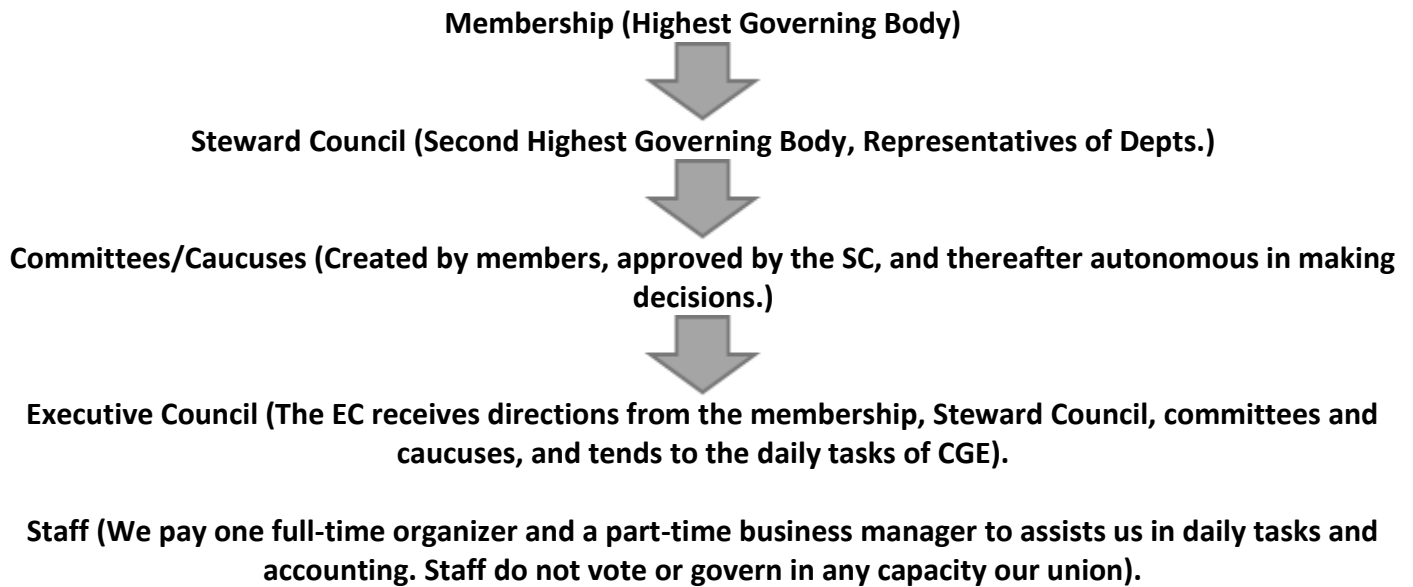 Membership (Highest Governing Body)
Steward Council (Second Highest Governing Body, Representatives of Depts.)
Committees/Caucuses (Created by members, approved by the SC, and thereafter autonomous in making
decisions.)
Executive Council (The EC receives directions from the membership, Steward Council, committees and
caucuses, and tends to the daily tasks of CGE).
Staff (We pay one full-time organizer and a part-time business manager to assists us in daily tasks and
accounting. Staff do not vote or govern in any capacity our union).